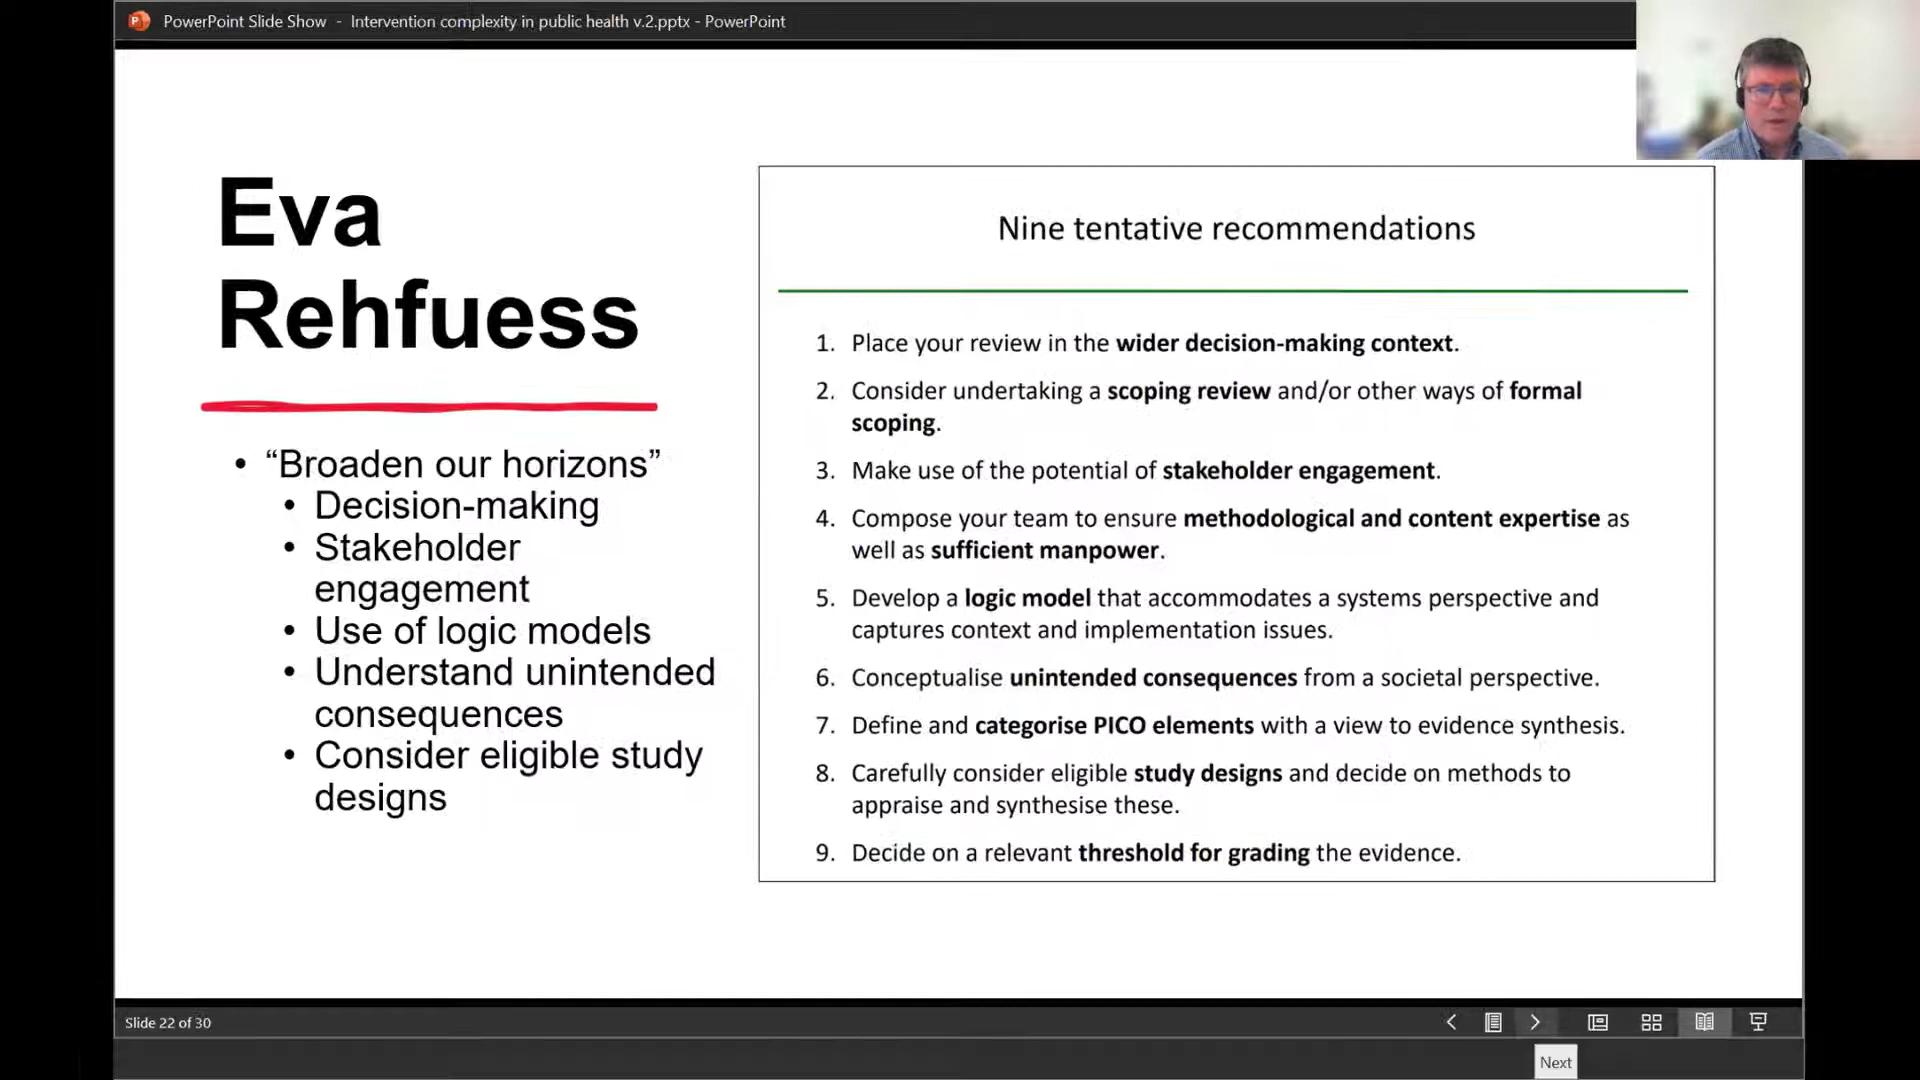 PowerPoint Slide Show - Intervention complexity in public health v.2.pptx - PowerPoint
Eva
Rehfuess
• “Broaden our horizons”
• Decision-making
• Stakeholder
engagement
• Use of logic models
• Understand unintended
consequences
• Consider eligible study
designs
Nine tentative recommendations
1. Place your review in the wider decision-making context.
2. Consider undertaking a scoping review and/or other ways of formal
scoping.
3. Make use of the potential of stakeholder engagement.
4. Compose your team to ensure methodological and content expertise as
well as sufficient manpower.
5. Develop a logic model that accommodates a systems perspective and
captures context and implementation issues.
6. Conceptualise unintended consequences from a societal perspective.
7. Define and categorise PICO elements with a view to evidence synthesis.
8. Carefully consider eligible study designs and decide on methods to
appraise and synthesise these.
9. Decide on a relevant threshold for grading the evidence.
Slide 22 of 30
Next